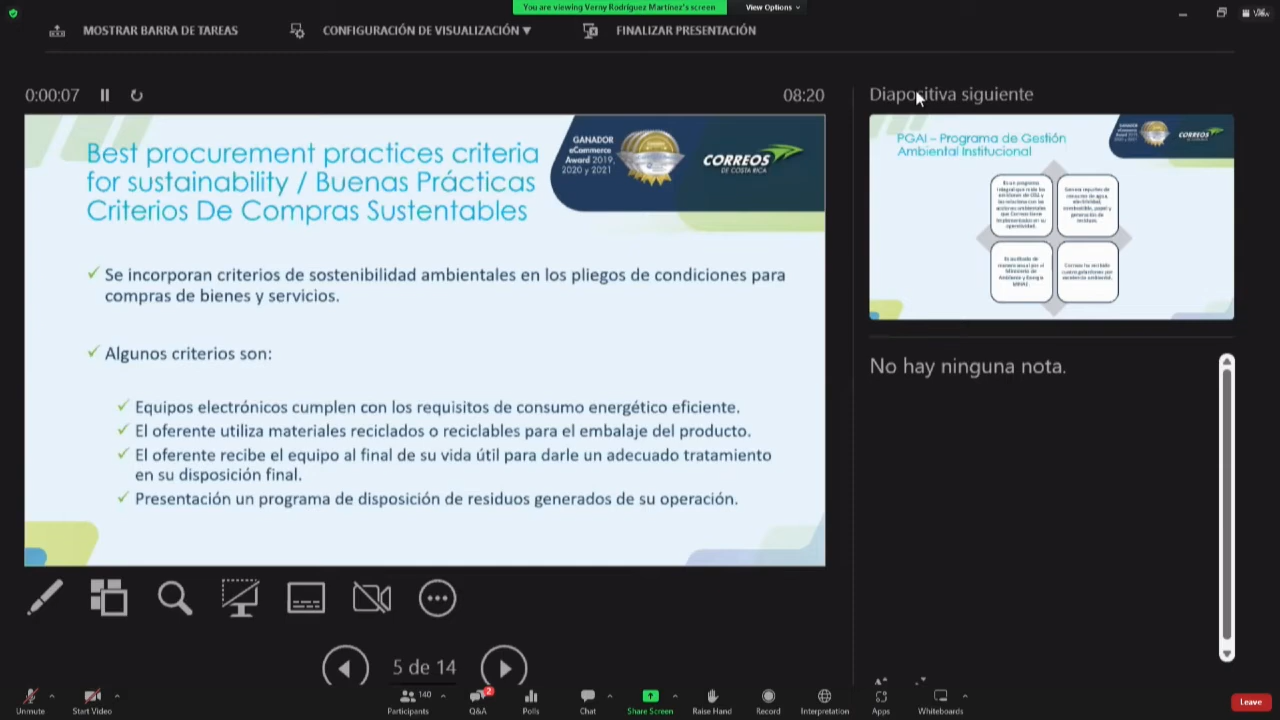 You are viewing Verny Rodríguez Martínez's screen
View Options
View
MOSTRAR BARRA DE TAREAS
CONFIGURACIÓN DE VISUALIZACIÓN
FINALIZAR PRESENTACIÓN
0:00:07
08:20
Diapositiva siguiente
Best procurement practices criteria
for sustainability / Buenas Prácticas
Criterios De Compras Sustentables
GANADOR
eCommerce
Award 2019,
2020 y 2021
CORREOS
DE COSTA RICA
Se incorporan criterios de sostenibilidad ambientales en los pliegos de condiciones para
compras de bienes y servicios.
Algunos criterios son:
Equipos electrónicos cumplen con los requisitos de consumo energético eficiente.
El oferente utiliza materiales reciclados o reciclables para el embalaje del producto.
El oferente recibe el equipo al final de su vida útil para darle un adecuado tratamiento
en su disposición final.
Presentación un programa de disposición de residuos generados de su operación.
PGAI – Programa de Gestión
Ambiental Institucional
CORREOS
No hay ninguna nota.
5 de 14
Unmute
Start Video
Participants
140
Q&A
2
Polls
Chat
Share Screen
Raise Hand
Record
Interpretation
Apps
Whiteboards
Leave